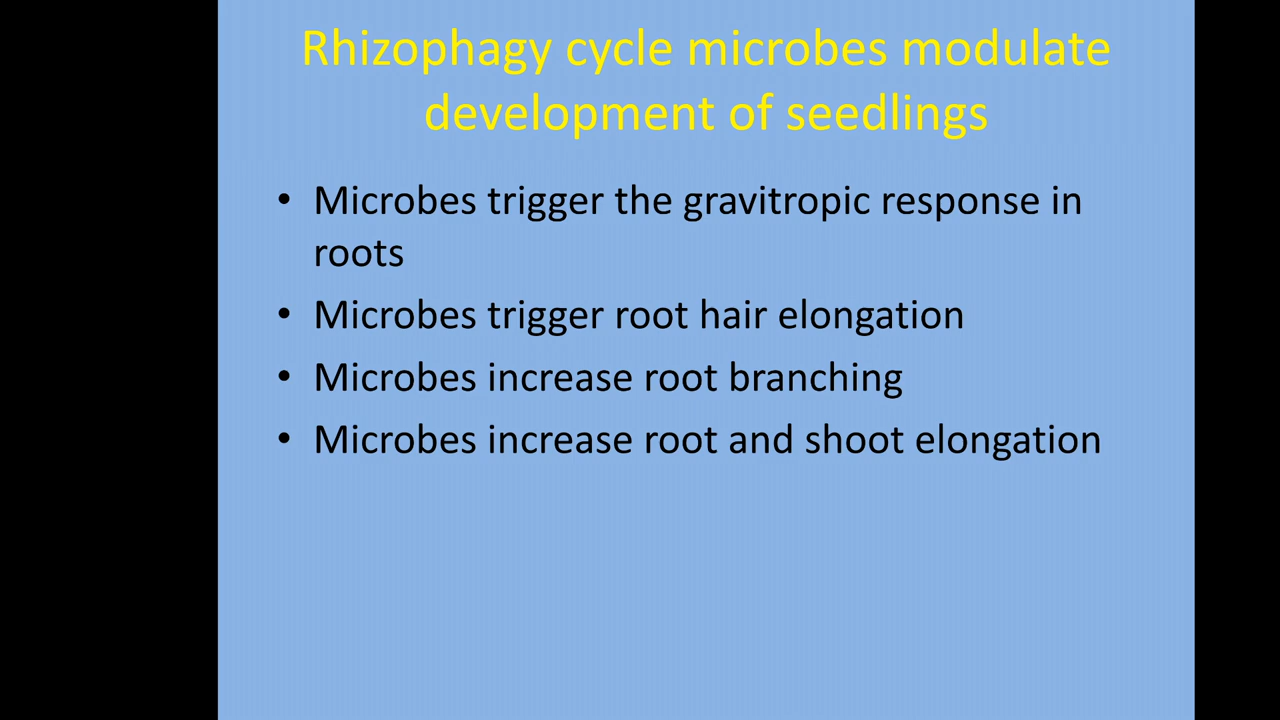 Rhizophagy cycle microbes modulate
development of seedlings
• Microbes trigger the gravitropic response in
roots
• Microbes trigger root hair elongation
• Microbes increase root branching
• Microbes increase root and shoot elongation